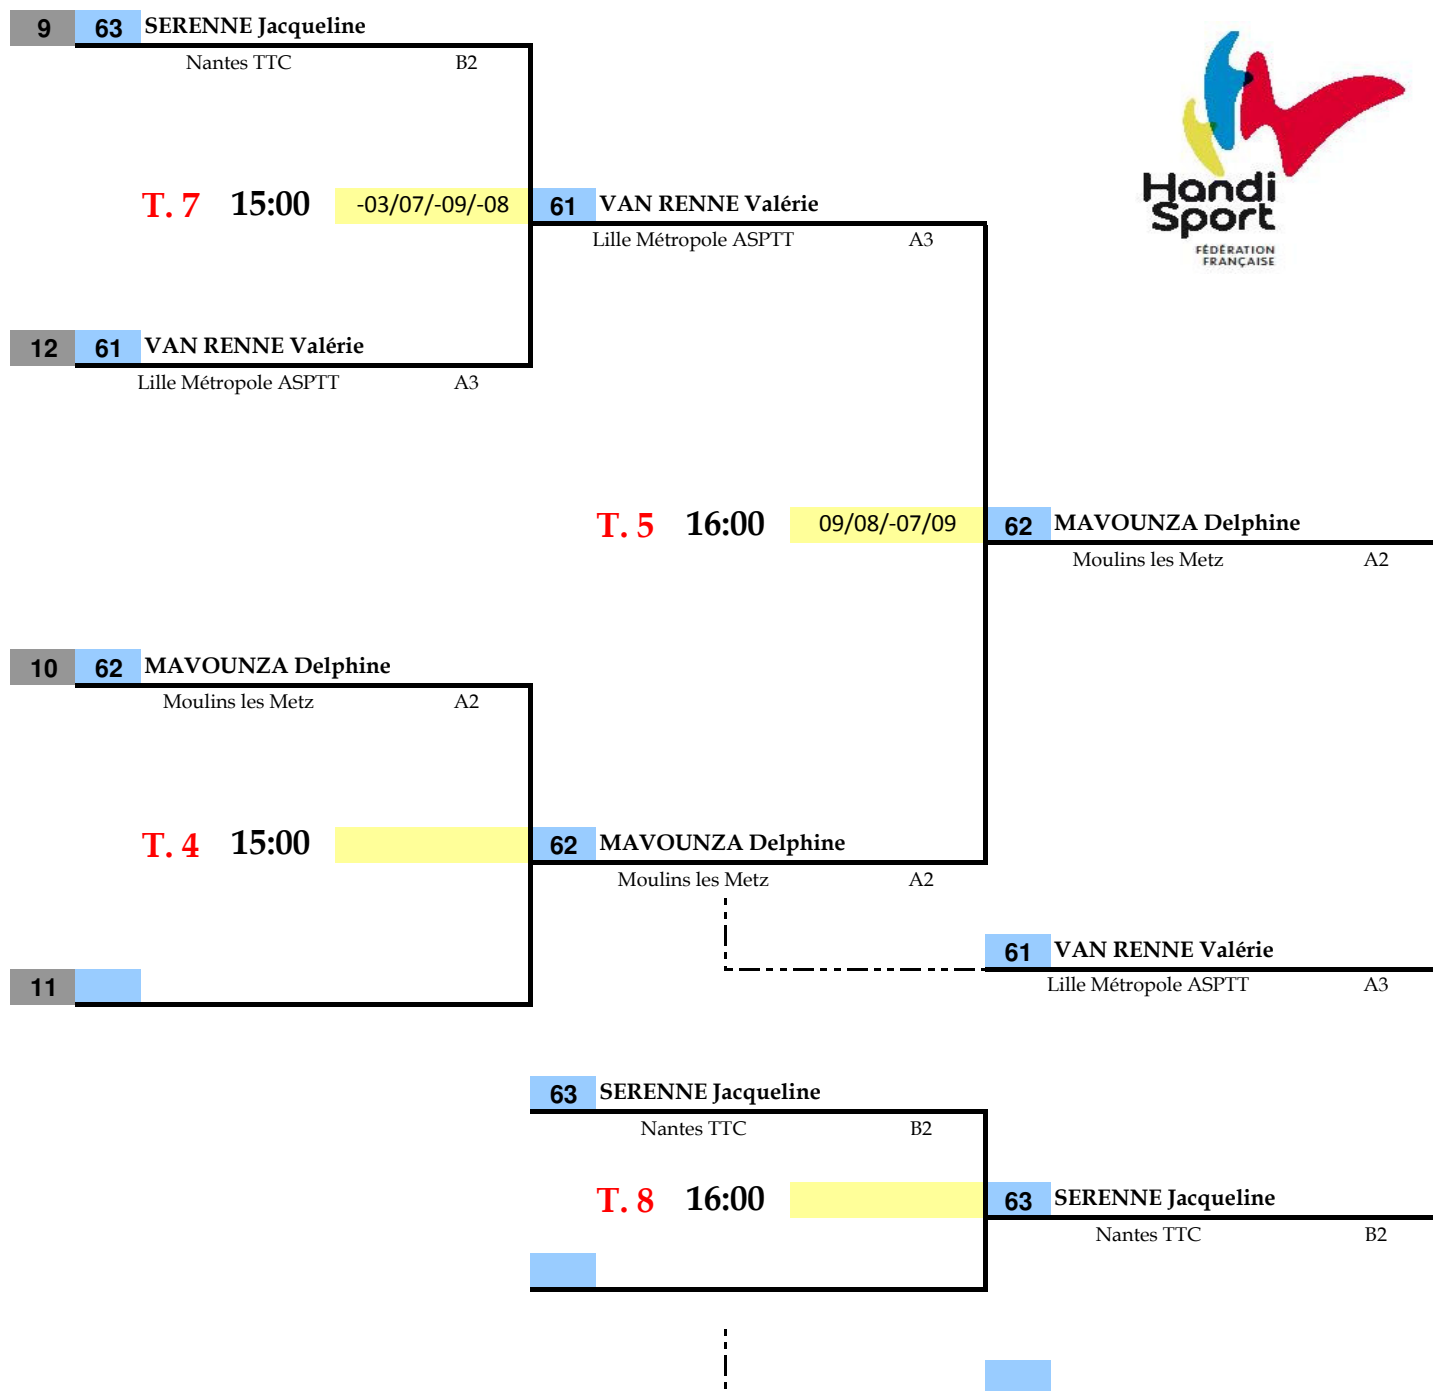 9 63 SERENNE Jacqueline
Nantes TTC B2
Handi
Sport
FÉDÉRATION
FRANÇAISE
T. 7 15:00 -03/07/-09/-08 61 VAN RENNE Valérie
Lille Métropole ASPTT A3
12 61 VAN RENNE Valérie
Lille Métropole ASPTT A3
T. 5 16:00 09/08/-07/09 62 MAVOUNZA Delphine
Moulins les Metz A2
10 62 MAVOUNZA Delphine
Moulins les Metz A2
T. 4 15:00 62 MAVOUNZA Delphine
Moulins les Metz A2
61 VAN RENNE Valérie
Lille Métropole ASPTT A3
11
63 SERENNE Jacqueline
Nantes TTC B2
T. 8 16:00 63 SERENNE Jacqueline
Nantes TTC B2